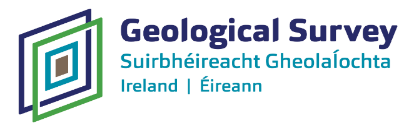 Geological Survey
Suirbhéireacht Gheolaíochta
Ireland | Éireann